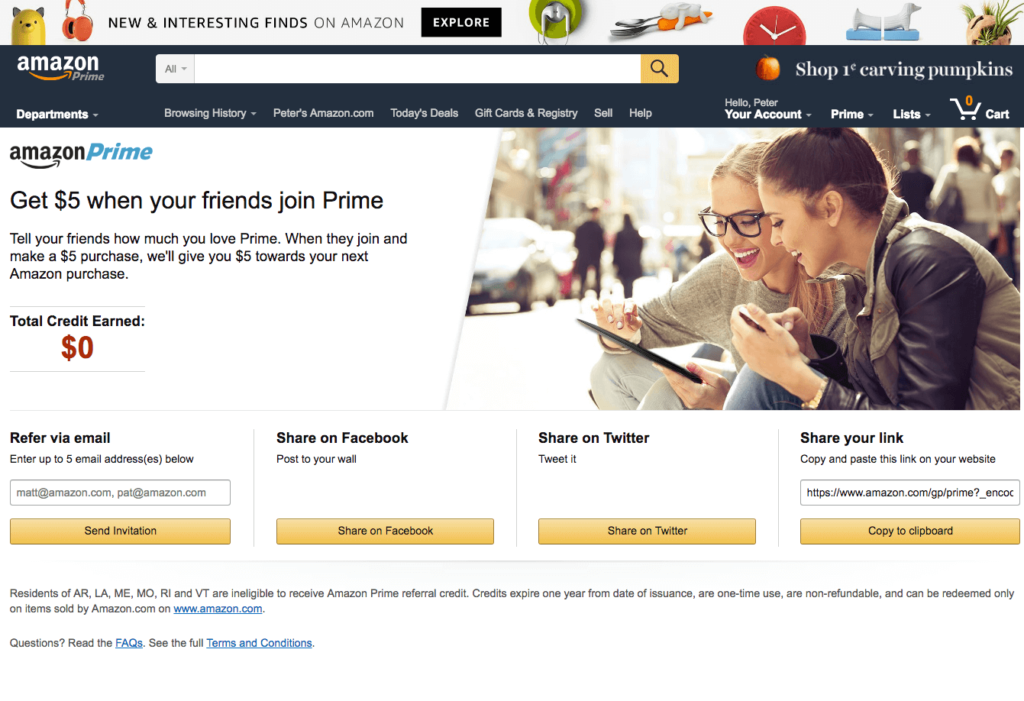 NEW & INTERESTING FINDS ON AMAZON EXPLORE
amazon Prime
All
Shop 1¢ carving pumpkins
Departments
Browsing History
Peter's Amazon.com
Today's Deals
Gift Cards & Registry
Sell
Help
Hello, Peter
Your Account
Prime
Lists
0
Cart
amazonPrime
Get $5 when your friends join Prime
Tell your friends how much you love Prime. When they join and
make a $5 purchase, we'll give you $5 towards your next
Amazon purchase.
Total Credit Earned:
$0
Refer via email
Enter up to 5 email address(es) below
matt@amazon.com, pat@amazon.com
Send Invitation
Share on Facebook
Post to your wall
Share on Facebook
Share on Twitter
Tweet it
Share on Twitter
Share your link
Copy and paste this link on your website
https://www.amazon.com/gp/prime?_encoc
Copy to clipboard
Residents of AR, LA, ME, MO, RI and VT are ineligible to receive Amazon Prime referral credit. Credits expire one year from date of issuance, are one-time use, are non-refundable, and can be redeemed only
on items sold by Amazon.com on www.amazon.com.
Questions? Read the FAQs. See the full Terms and Conditions.